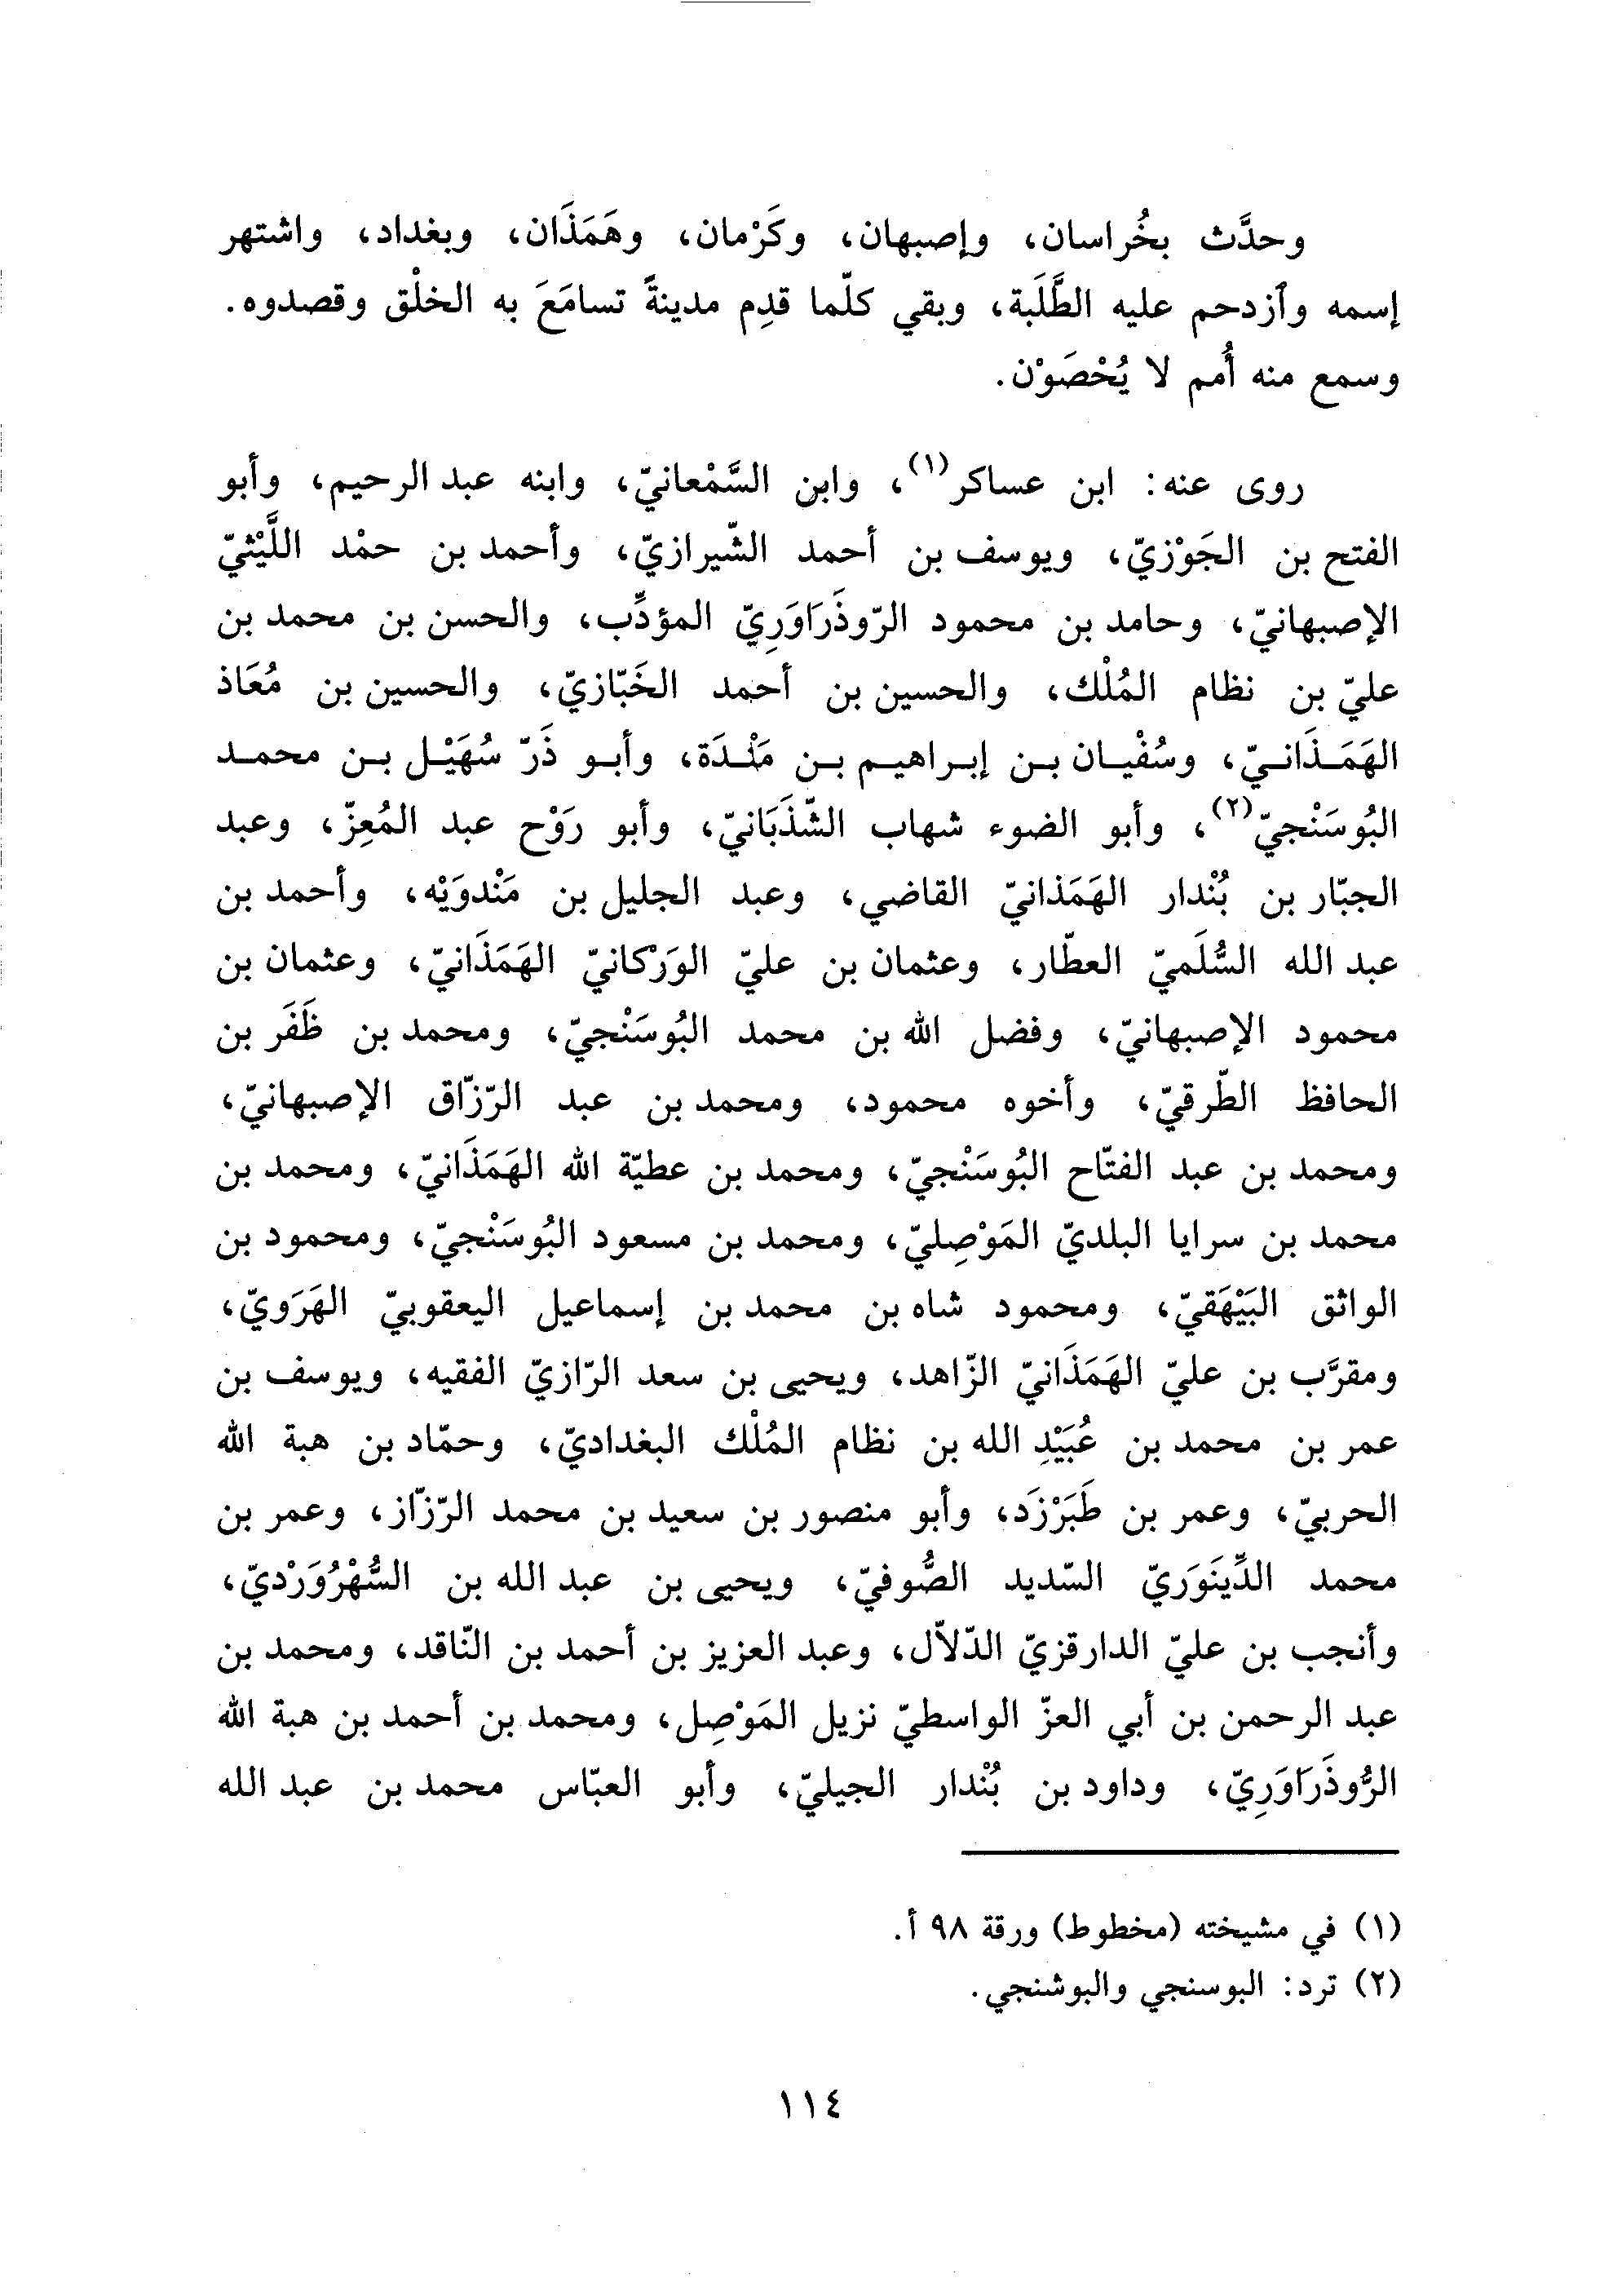 وحدَّث بخُراسان، وإصبهان، وكَرْمان، وهَمَذَان، وبغداد، واشتهر
إسمه وٱزدحم عليه الطَّلَبة، وبقي كلّما قدِم مدينةً تسامَعَ به الخلْق وقصدوه.
وسمع منه أُمم لا يُحْصَوْن.
روى عنه: ابن عساكر(١)، وابن السَّمْعانيّ، وابنه عبد الرحيم، وأبو
الفتح بن الجَوْزيّ، ويوسف بن أحمد الشّيرازيّ، وأحمد بن حمْد اللَّيْثيّ
الإصبهانيّ، وحامد بن محمود الرّوذَرَاوَرِيّ المؤدِّب، والحسن بن محمد بن
عليّ بن نظام المُلْك، والحسين بن أحمد الخَبّازيّ، والحسين بن مُعَاذ
الهَمَذَانيّ، وسُفْيان بن إبراهيم بن مَنْدَة، وأبو ذَرّ سُهَيْل بن محمد
البُوسَنْجيّ(٢)، وأبو الضوء شهاب الشّذَبَانيّ، وأبو رَوْح عبد المُعِزّ، وعبد
الجبّار بن بُنْدار الهَمَذانيّ القاضي، وعبد الجليل بن مَنْدوَيْه، وأحمد بن
عبد الله السُّلَميّ العطّار، وعثمان بن عليّ الوَرْكانيّ الهَمَذَانيّ، وعثمان بن
محمود الإصبهانيّ، وفضل الله بن محمد البُوسَنْجيّ، ومحمد بن ظَفَر بن
الحافظ الطّرقيّ، وأخوه محمود، ومحمد بن عبد الرّزّاق الإصبهانيّ،
ومحمد بن عبد الفتّاح البُوسَنْجيّ، ومحمد بن عطيّة الله الهَمَذَانيّ، ومحمد بن
محمد بن سرايا البلديّ المَوْصِليّ، ومحمد بن مسعود البُوسَنْجيّ، ومحمود بن
الواثق البَيْهَقيّ، ومحمود شاه بن محمد بن إسماعيل اليعقوبيّ الهَرَويّ،
ومقرَّب بن عليّ الهَمَذَانيّ الزّاهد، ويحيى بن سعد الرّازيّ الفقيه، ويوسف بن
عمر بن محمد بن عُبَيْدِ الله بن نظام المُلْك البغداديّ، وحمّاد بن هبة الله
الحربيّ، وعمر بن طَبَرْزَد، وأبو منصور بن سعيد بن محمد الرّزّاز، وعمر بن
محمد الدِّينَوَريّ السّديد الصُّوفيّ، ويحيى بن عبد الله بن السُّهْرُوَرْديّ،
وأنجب بن عليّ الدارقزيّ الدّلاّل، وعبد العزيز بن أحمد بن النّاقد، ومحمد بن
عبد الرحمن بن أبي العزّ الواسطيّ نزيل المَوْصِل، ومحمد بن أحمد بن هبة الله
الرُّوذَرَاوَرِيّ، وداود بن بُنْدار الجيليّ، وأبو العبّاس محمد بن عبد الله
(١) في مشيخته (مخطوط) ورقة ٩٨ أ.
(٢) ترد: البوسنجي والبوشنجي.
١١٤